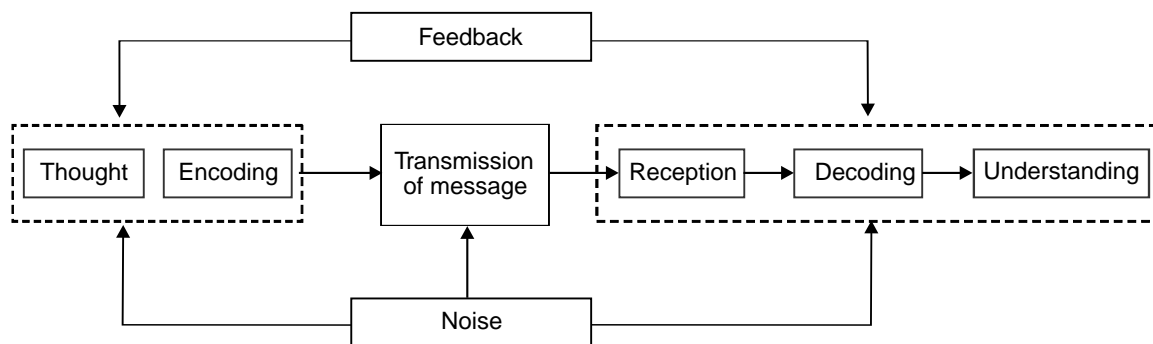 Feedback
Thought
Encoding
Transmission
of message
Reception
Decoding
Understanding
Noise